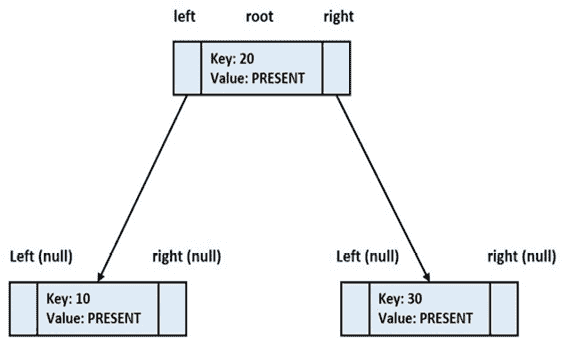 left root right
Key: 20
Value: PRESENT
Left (null) right (null) Left (null) right (null)
Key: 10
Value: PRESENT
Key: 30
Value: PRESENT